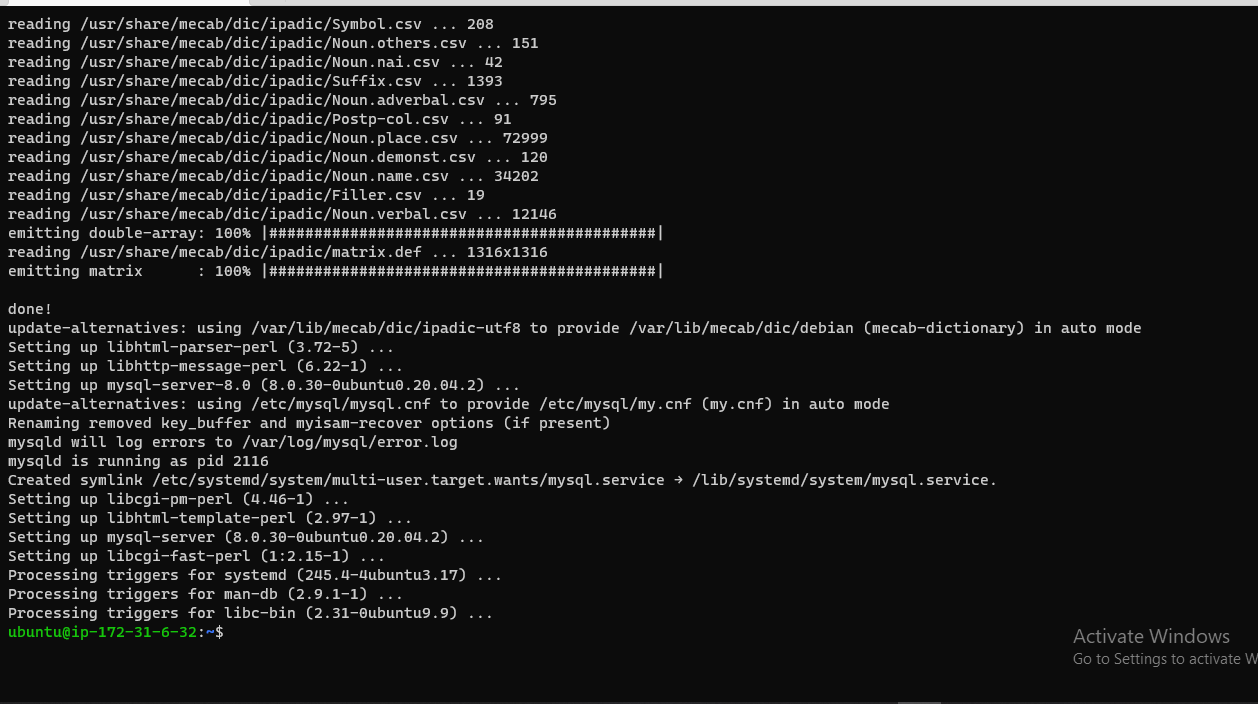 reading /usr/share/mecab/dic/ipadic/Symbol.csv ... 208
reading /usr/share/mecab/dic/ipadic/Noun.others.csv ... 151
reading /usr/share/mecab/dic/ipadic/Noun.nai.csv ... 42
reading /usr/share/mecab/dic/ipadic/Suffix.csv ... 1393
reading /usr/share/mecab/dic/ipadic/Noun.adverbal.csv ... 795
reading /usr/share/mecab/dic/ipadic/Postp-col.csv ... 91
reading /usr/share/mecab/dic/ipadic/Noun.place.csv ... 72999
reading /usr/share/mecab/dic/ipadic/Noun.demonst.csv ... 120
reading /usr/share/mecab/dic/ipadic/Noun.name.csv ... 34202
reading /usr/share/mecab/dic/ipadic/Filler.csv ... 19
reading /usr/share/mecab/dic/ipadic/Noun.verbal.csv ... 12146
emitting double-array: 100% |###########################################|
reading /usr/share/mecab/dic/ipadic/matrix.def ... 1316x1316
emitting matrix      : 100% |###########################################|
done!
update-alternatives: using /var/lib/mecab/dic/ipadic-utf8 to provide /var/lib/mecab/dic/debian (mecab-dictionary) in auto mode
Setting up libhtml-parser-perl (3.72-5) ...
Setting up libhttp-message-perl (6.22-1) ...
Setting up mysql-server-8.0 (8.0.30-0ubuntu0.20.04.2) ...
update-alternatives: using /etc/mysql/mysql.cnf to provide /etc/mysql/my.cnf (my.cnf) in auto mode
Renaming removed key_buffer and myisam-recover options (if present)
mysqld will log errors to /var/log/mysql/error.log
mysqld is running as pid 2116
Created symlink /etc/systemd/system/multi-user.target.wants/mysql.service → /lib/systemd/system/mysql.service.
Setting up libcgi-pm-perl (4.46-1) ...
Setting up libhtml-template-perl (2.97-1) ...
Setting up mysql-server (8.0.30-0ubuntu0.20.04.2) ...
Setting up libcgi-fast-perl (1:2.15-1) ...
Processing triggers for systemd (245.4-4ubuntu3.17) ...
Processing triggers for man-db (2.9.1-1) ...
Processing triggers for libc-bin (2.31-0ubuntu9.9) ...
ubuntu@ip-172-31-6-32:~$
Activate Windows
Go to Settings to activate W